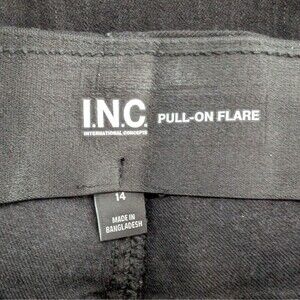 I.N.C. PULL-ON FLARE
INTERNATIONAL CONCEPTS
14
MADE IN
BANGLADESH